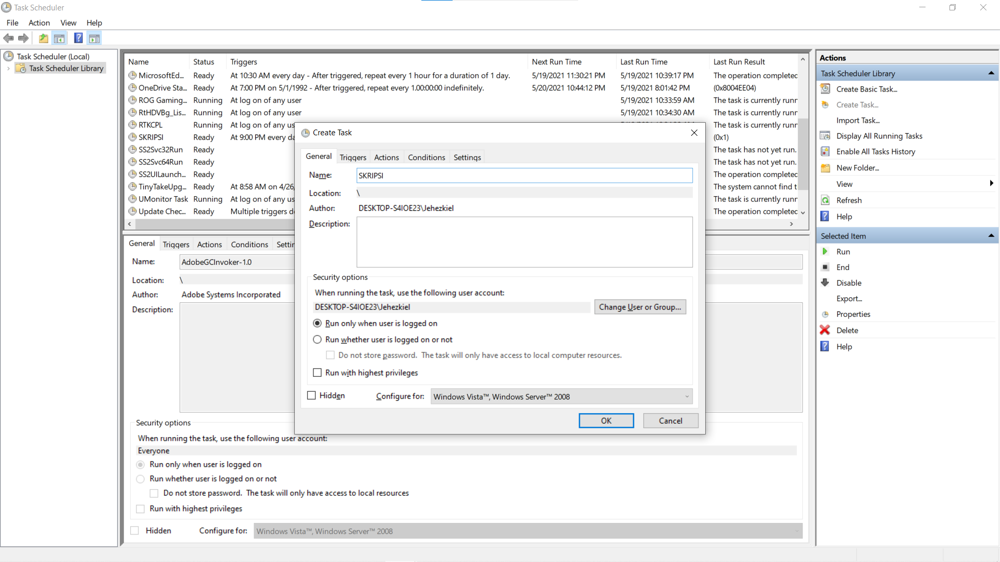 Task Scheduler
File Action View Help
Task Scheduler (Local)
Task Scheduler Library
Name Status Triggers Next Run Time Last Run Time Last Run Result
MicrosoftEd... Ready At 10:30 AM every day - After triggered, repeat every 1 hour for a duration of 1 day. 5/19/2021 11:30:21 PM 5/19/2021 10:39:17 PM The operation completed
OneDrive Sta... Ready At 7:00 PM on 5/1/1992 - After triggered, repeat every 1.00:00:00 indefinitely. 5/20/2021 10:44:12 PM 5/19/2021 8:01:42 PM (0x8004EE04)
ROG Gaming... Running At log on of any user 5/19/2021 10:33:59 AM The task is currently runr
RtHDVBg_Lis... Running At log on of any user 5/19/2021 10:34:30 AM The task is currently runr
RTKCPL Running At log on of any us The task is currently runr
SKRIPSI Ready At 9:00 PM every da (0x1)
SS2Svc32Run Ready The task has not yet run.
SS2Svc64Run Ready The task has not yet run.
SS2UILaunch... Ready The operation completed
TinyTakeUpg... Ready At 8:58 AM on 4/26, The system cannot find t
UMonitor Task Running At log on of any us The task is currently runr
Update Chec... Ready Multiple triggers de The operation completed
General Triggers Actions Conditions Settin
Name: AdobeGCInvoker-1.0
Location: \
Author: Adobe Systems Incorporated
Description:
Security options
When running the task, use the following user account:
Everyone
Run only when user is logged on
Run whether user is logged on or not
Do not store password. The task will only have access to local resources
Run with highest privileges
Hidden Configure for: Windows Vista™, Windows Server™ 2008
Create Task
General Triggers Actions Conditions Settings
Name: SKRIPSI
Location: \
Author: DESKTOP-S4IOE23\Jehezkiel
Description:
Security options
When running the task, use the following user account:
DESKTOP-S4IOE23\Jehezkiel Change User or Group...
Run only when user is logged on
Run whether user is logged on or not
Do not store password. The task will only have access to local computer resources.
Run with highest privileges
Hidden Configure for: Windows Vista™, Windows Server™ 2008
OK Cancel
Actions
Task Scheduler Library
Create Basic Task...
Create Task...
Import Task...
Display All Running Tasks
Enable All Tasks History
New Folder...
View
Refresh
Help
Selected Item
Run
End
Disable
Export...
Properties
Delete
Help